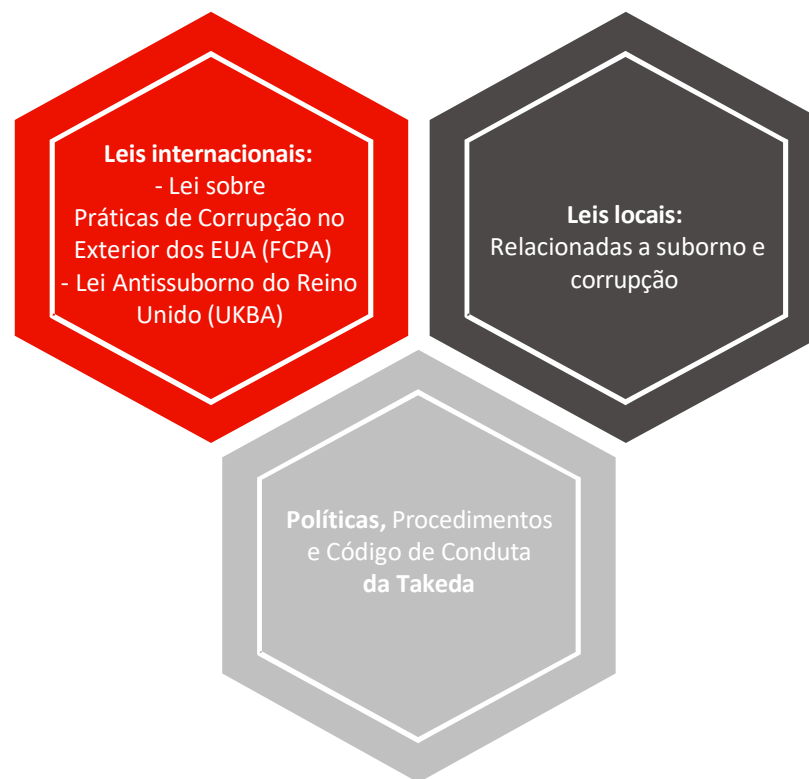 Leis internacionais:
- Lei sobre
Práticas de Corrupção no
Exterior dos EUA (FCPA)
- Lei Antissuborno do Reino
Unido (UKBA)
Leis locais:
Relacionadas a suborno e
corrupção
Políticas, Procedimentos
e Código de Conduta
da Takeda